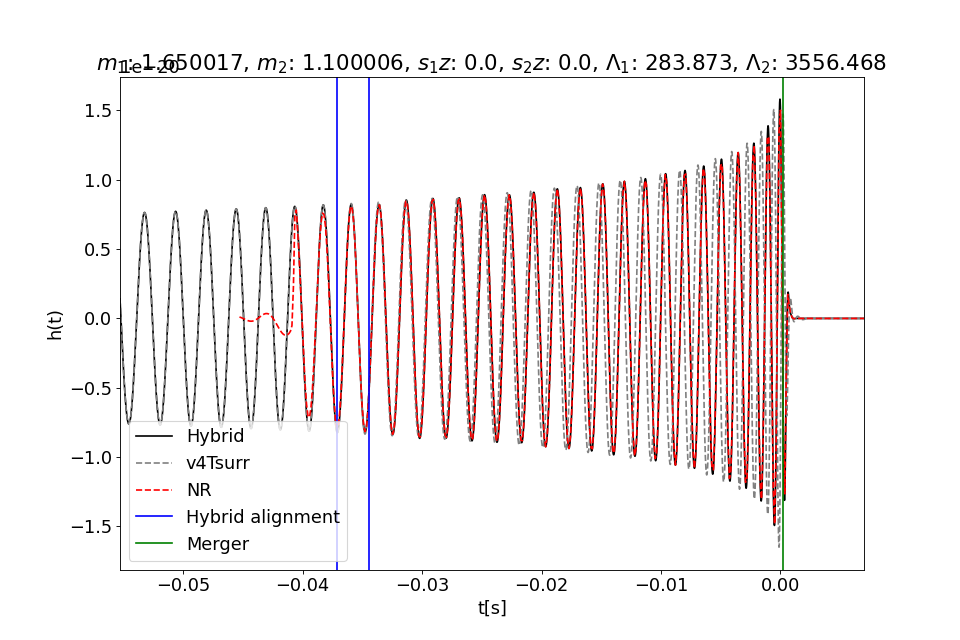 m₁: 1.650017, m₂: 1.100006, s₁z: 0.0, s₂z: 0.0, Λ₁: 283.873, Λ₂: 3556.468
1e−20
1.5
1.0
0.5
0.0
−0.5
−1.0
−1.5
h(t)
Hybrid
v4Tsurr
NR
Hybrid alignment
Merger
−0.05 −0.04 −0.03 −0.02 −0.01 0.00
t[s]